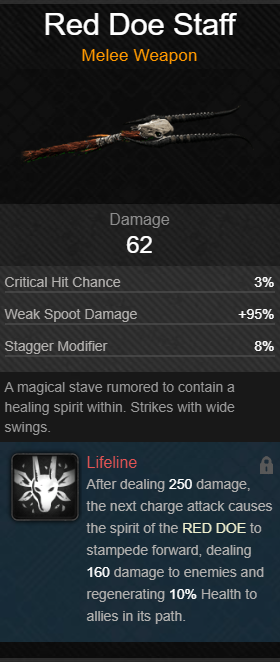 Red Doe Staff
Melee Weapon
Damage
62
Critical Hit Chance 3%
Weak Spoot Damage +95%
Stagger Modifier 8%
A magical stave rumored to contain a
healing spirit within. Strikes with wide
swings.
Lifeline
After dealing 250 damage,
the next charge attack causes
the spirit of the RED DOE to
stampede forward, dealing
160 damage to enemies and
regenerating 10% Health to
allies in its path.